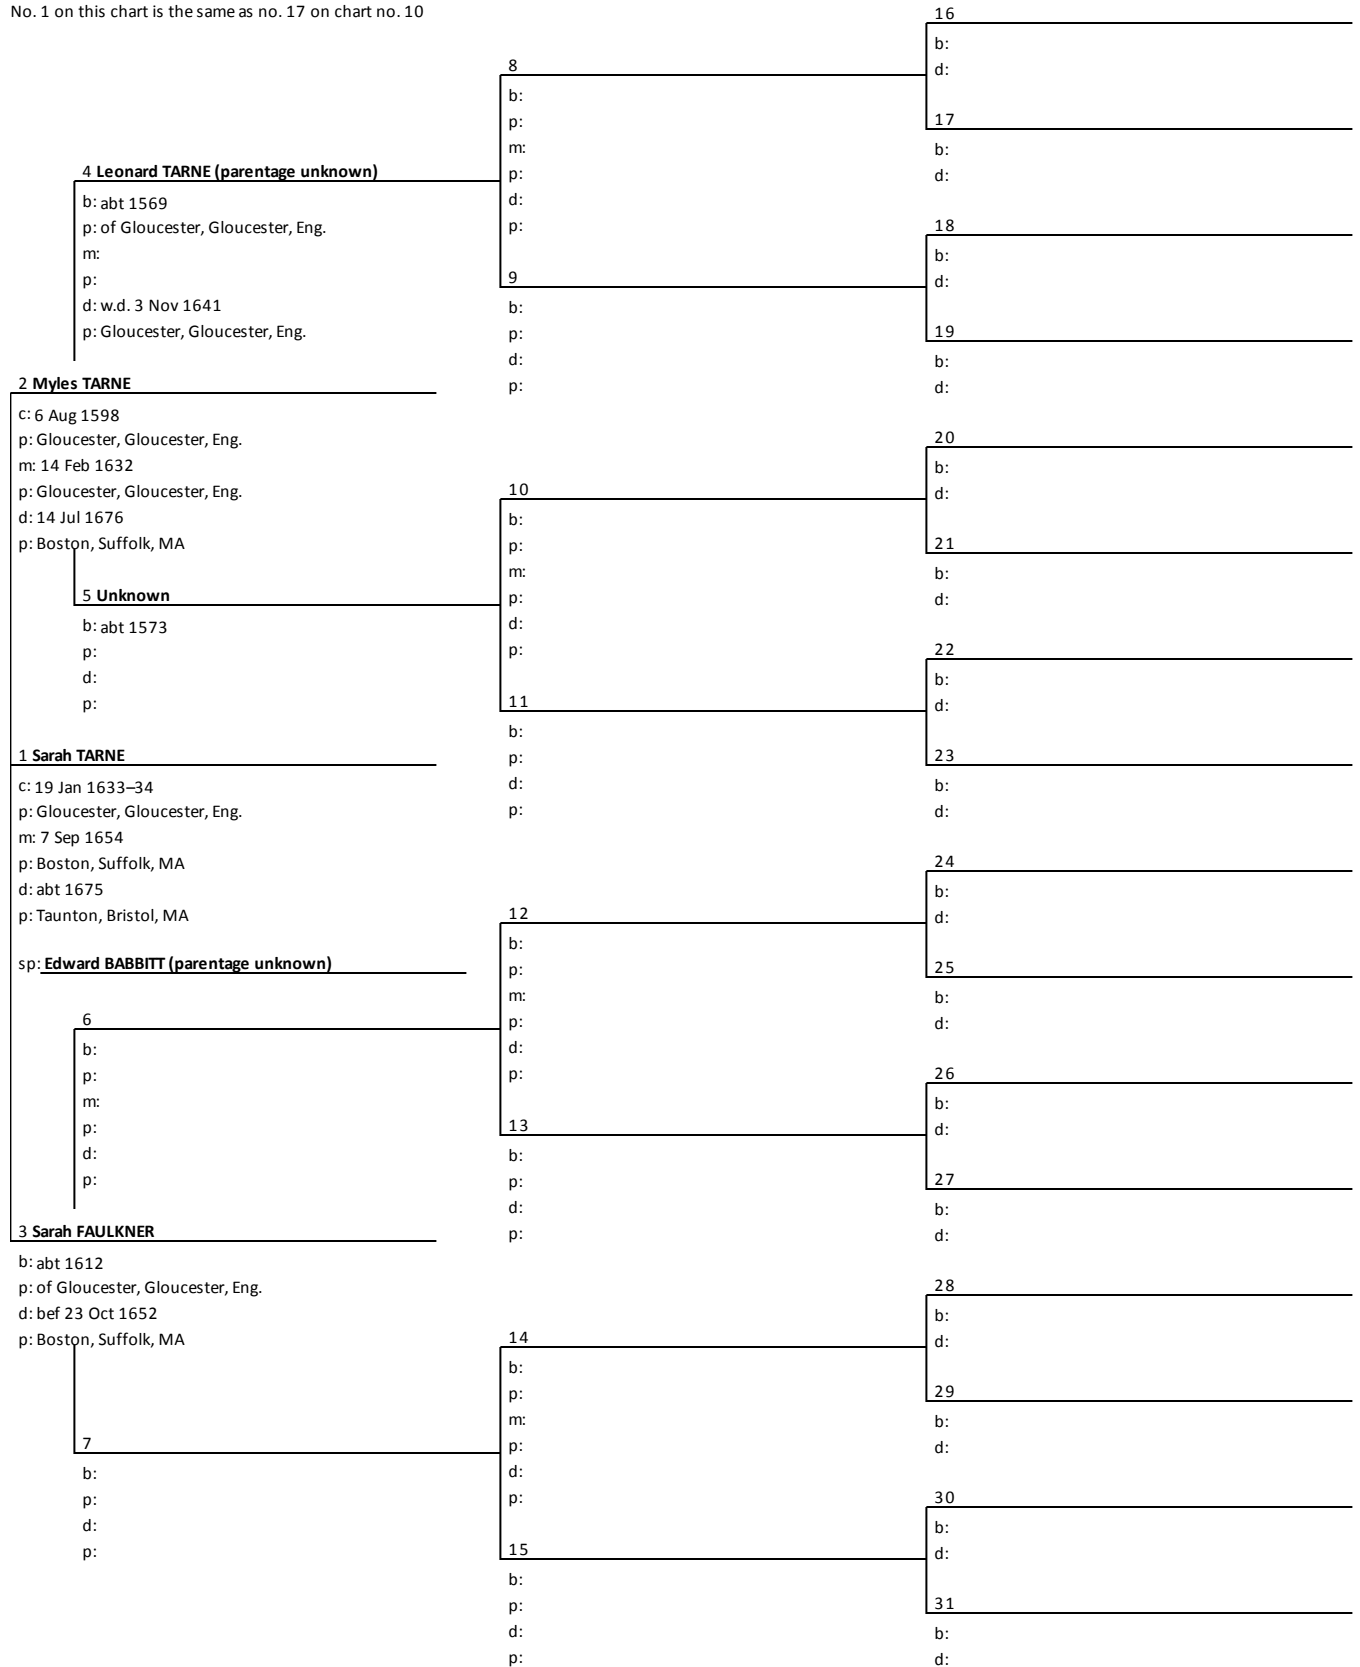 No. 1 on this chart is the same as no. 17 on chart no. 10
4 Leonard TARNE (parentage unknown)
b: abt 1569
p: of Gloucester, Gloucester, Eng.
m:
p:
d: w.d. 3 Nov 1641
p: Gloucester, Gloucester, Eng.
2 Myles TARNE
c: 6 Aug 1598
p: Gloucester, Gloucester, Eng.
m: 14 Feb 1632
p: Gloucester, Gloucester, Eng.
d: 14 Jul 1676
p: Boston, Suffolk, MA
5 Unknown
b: abt 1573
p:
d:
p:
1 Sarah TARNE
c: 19 Jan 1633–34
p: Gloucester, Gloucester, Eng.
m: 7 Sep 1654
p: Boston, Suffolk, MA
d: abt 1675
p: Taunton, Bristol, MA
sp: Edward BABBITT (parentage unknown)
6
b:
p:
m:
p:
d:
p:
3 Sarah FAULKNER
b: abt 1612
p: of Gloucester, Gloucester, Eng.
d: bef 23 Oct 1652
p: Boston, Suffolk, MA
7
b:
p:
d:
p:
8
b:
p:
m:
p:
d:
p:
9
b:
p:
d:
p:
10
b:
p:
m:
p:
d:
p:
11
b:
p:
d:
p:
12
b:
p:
m:
p:
d:
p:
13
b:
p:
d:
p:
14
b:
p:
m:
p:
d:
p:
15
b:
p:
d:
p:
16
b:
d:
17
b:
d:
18
b:
d:
19
b:
d:
20
b:
d:
21
b:
d:
22
b:
d:
23
b:
d:
24
b:
d:
25
b:
d:
26
b:
d:
27
b:
d:
28
b:
d:
29
b:
d:
30
b:
d:
31
b:
d: